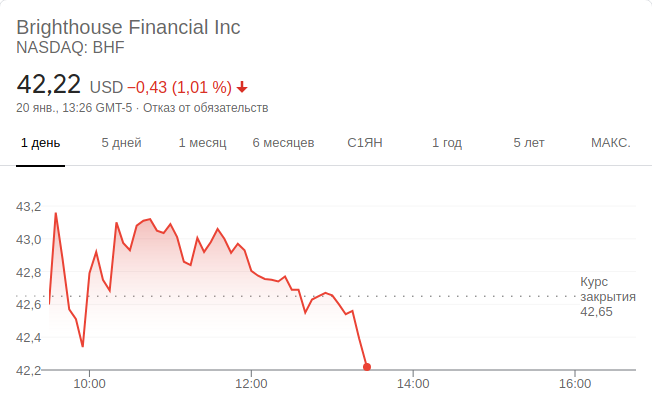 Brighthouse Financial Inc
NASDAQ: BHF
42,22 USD −0,43 (1,01 %)
20 янв., 13:26 GMT-5 · Отказ от обязательств
1 день 5 дней 1 месяц 6 месяцев С1ЯН 1 год 5 лет МАКС.
43,2
43,0
42,8
Курс
закрытия
42,65
42,6
42,4
42,2
10:00 12:00 14:00 16:00